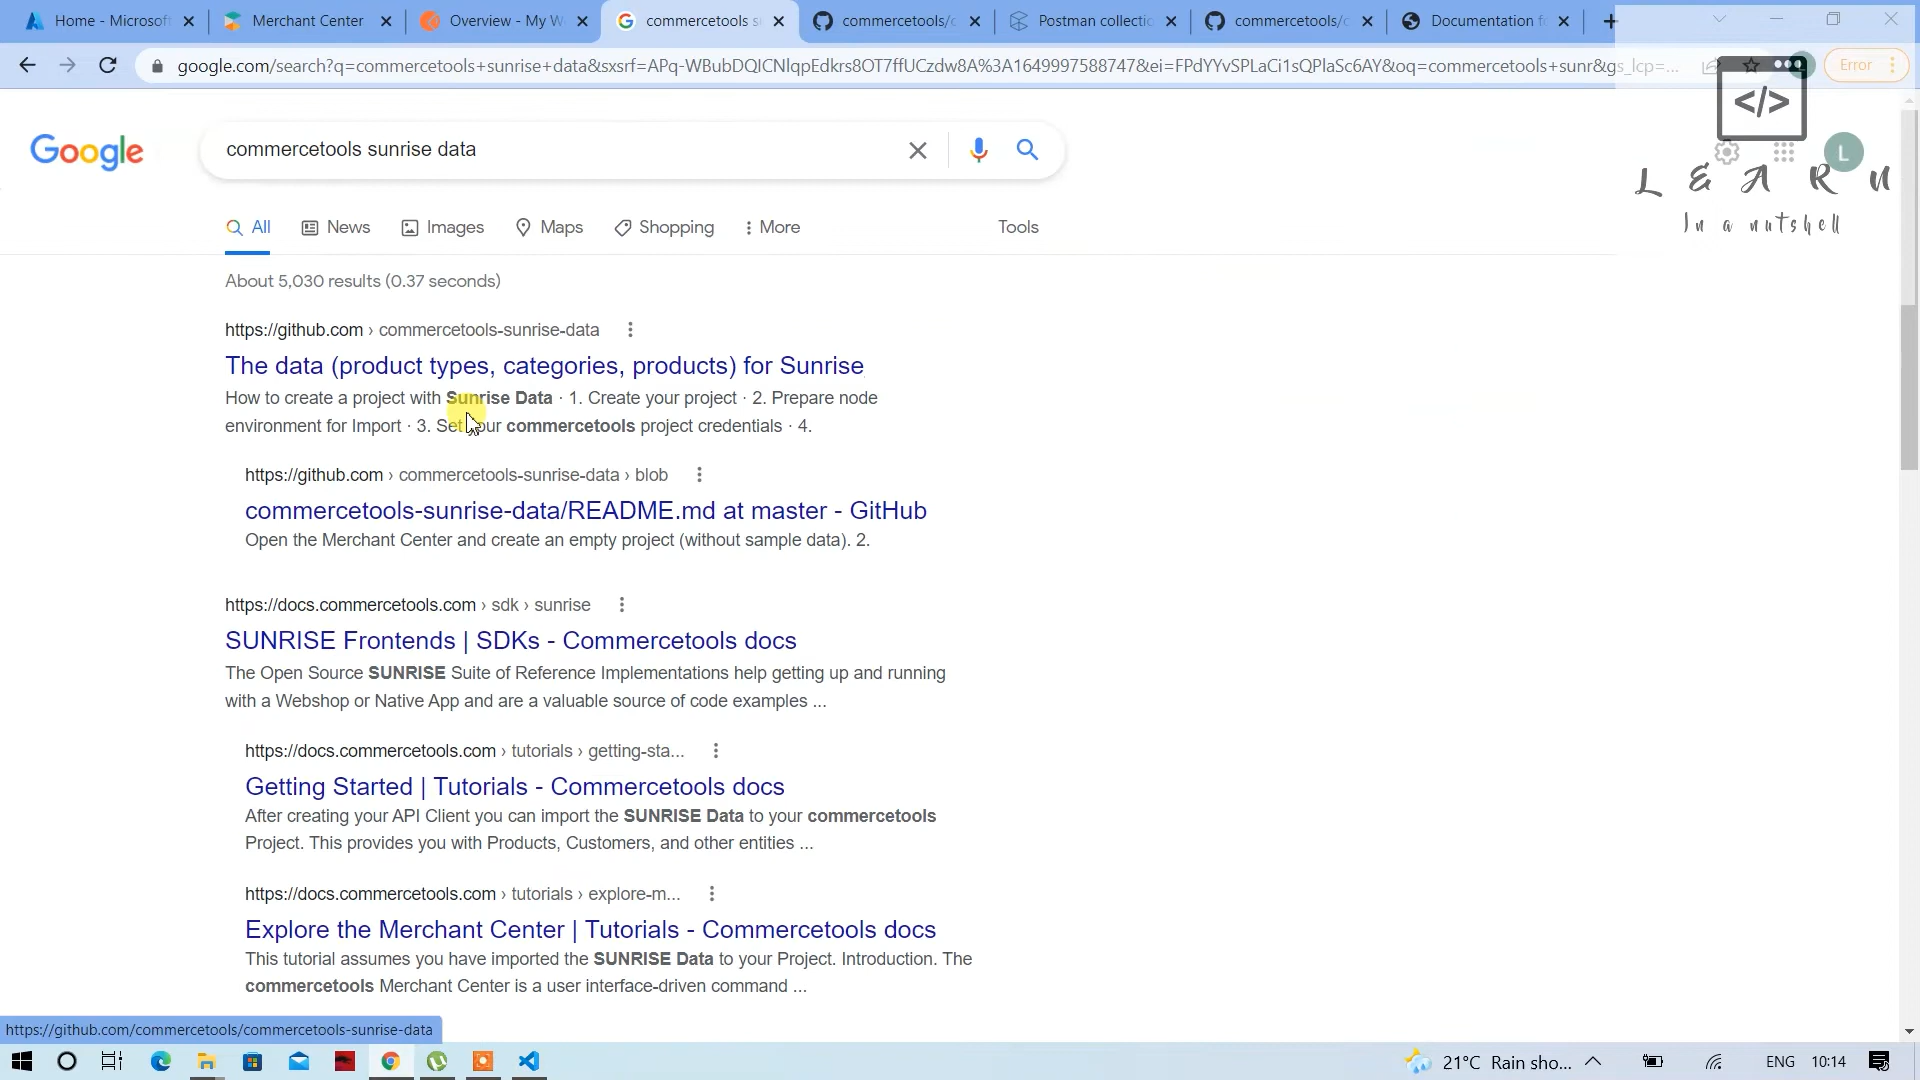 Home - Microsoft
Merchant Center
Overview - My W
commercetools s
commercetools/c
Postman collectio
commercetools/c
Documentation f
google.com/search?q=commercetools+sunrise+data&sxsrf=APq-WBubDQJCNlqpEdkrs8OT7ffUCzdw8A%3A1649997588747&ei=FPdYYvSPLaCi1sQPlaSc6AY&oq=commercetools+sunr&gs_lcp=...
Error
</>
Google
commercetools sunrise data
L
L E A R N
In a nutshell
All
News
Images
Maps
Shopping
More
Tools
About 5,030 results (0.37 seconds)
https://github.com › commercetools-sunrise-data
The data (product types, categories, products) for Sunrise
How to create a project with Sunrise Data · 1. Create your project · 2. Prepare node
environment for Import · 3. Set your commercetools project credentials · 4.
https://github.com › commercetools-sunrise-data › blob
commercetools-sunrise-data/README.md at master - GitHub
Open the Merchant Center and create an empty project (without sample data). 2.
https://docs.commercetools.com › sdk › sunrise
SUNRISE Frontends | SDKs - Commercetools docs
The Open Source SUNRISE Suite of Reference Implementations help getting up and running
with a Webshop or Native App and are a valuable source of code examples ...
https://docs.commercetools.com › tutorials › getting-sta...
Getting Started | Tutorials - Commercetools docs
After creating your API Client you can import the SUNRISE Data to your commercetools
Project. This provides you with Products, Customers, and other entities ...
https://docs.commercetools.com › tutorials › explore-m...
Explore the Merchant Center | Tutorials - Commercetools docs
This tutorial assumes you have imported the SUNRISE Data to your Project. Introduction. The
commercetools Merchant Center is a user interface-driven command ...
https://github.com/commercetools/commercetools-sunrise-data
21°C Rain sho...
ENG
10:14